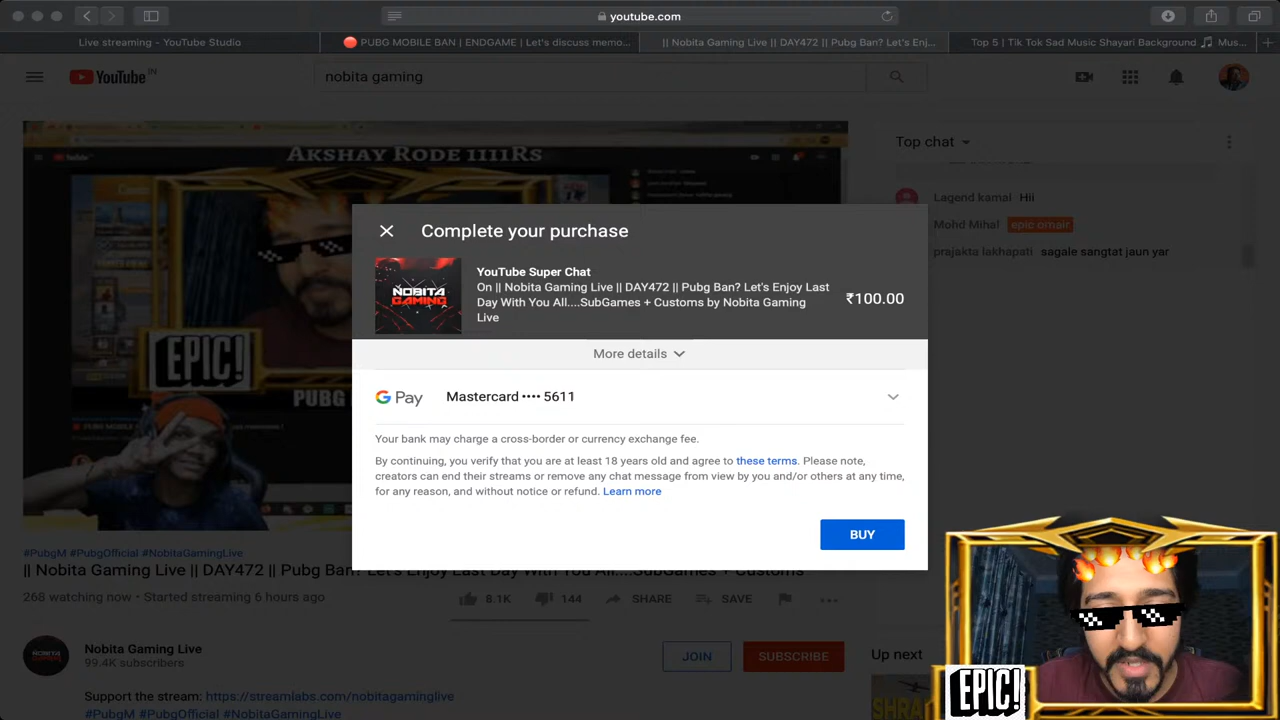 youtube.com
Live streaming - YouTube Studio
PUBG MOBILE BAN | ENDGAME | Let's discuss memo...
|| Nobita Gaming Live || DAY472 || Pubg Ban? Let's Enj...
Top 5 | Tik Tok Sad Music Shayari Background 🎵 Mus...
YouTube IN
nobita gaming
AKSHAY RODE 1111RS
Top chat
Lagend kamal Hii
Mohd Mihal epic omair
prajakta lakhapati sagale sangtat jaun yar
Complete your purchase
NOBITA
GAMING
YouTube Super Chat
On || Nobita Gaming Live || DAY472 || Pubg Ban? Let's Enjoy Last
Day With You All....SubGames + Customs by Nobita Gaming
Live
₹100.00
More details
G Pay
Mastercard •••• 5611
Your bank may charge a cross-border or currency exchange fee.
By continuing, you verify that you are at least 18 years old and agree to these terms. Please note,
creators can end their streams or remove any chat message from view by you and/or others at any time,
for any reason, and without notice or refund. Learn more
BUY
EPIC!
PUBG
#PubgM #PubgOfficial #NobitaGamingLive
|| Nobita Gaming Live || DAY472 || Pubg Ban? Let's Enjoy Last Day With You All....SubGames + Customs
268 watching now • Started streaming 6 hours ago
8.1K
144
SHARE
SAVE
Nobita Gaming Live
99.4K subscribers
JOIN
SUBSCRIBE
Up next
Support the stream: https://streamlabs.com/nobitagaminglive
#PubgM #PubgOfficial #NobitaGamingLive
SHRA
EPIC!